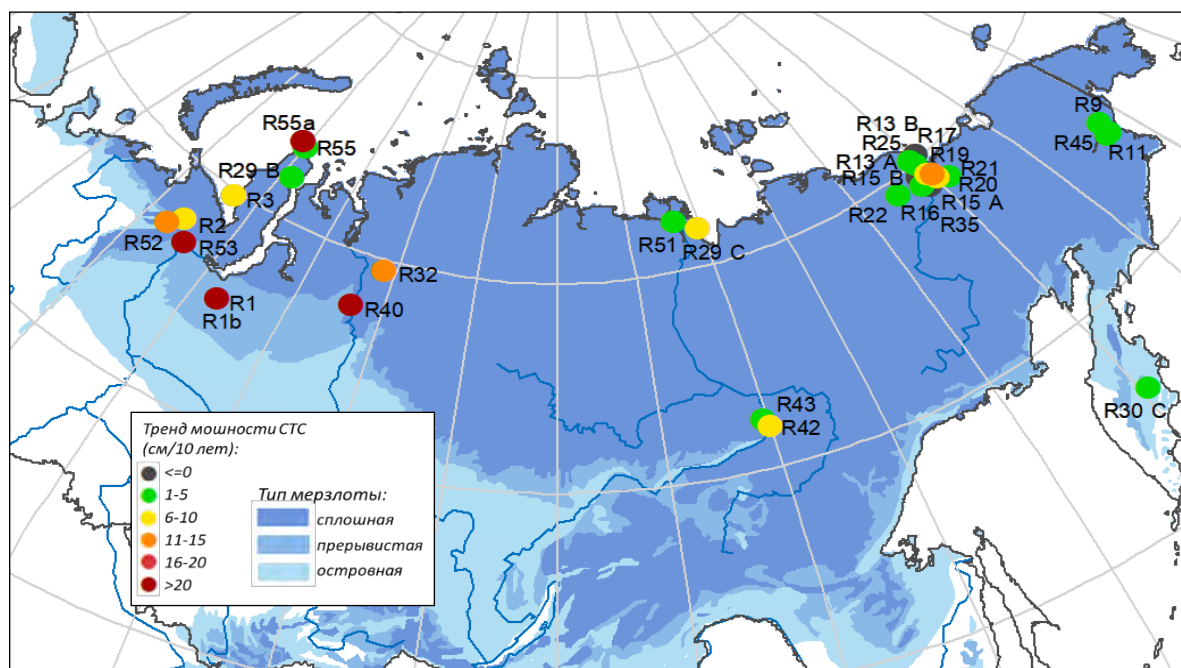 R9
R45
R11
R13 B
R17
R25
R19
R13 A
R21
R15 B
R20
R15 A
R22
R16
R35
R55a
R55
R29 B
R3
R2
R52
R53
R51
R29 C
R32
R1
R1b
R40
R43
R42
R30 C
Тренд мошности СТС
(см/10 лет):
<=0
1-5
6-10
11-15
16-20
>20
Тип мерзлоты:
сплошная
прерывистая
островная